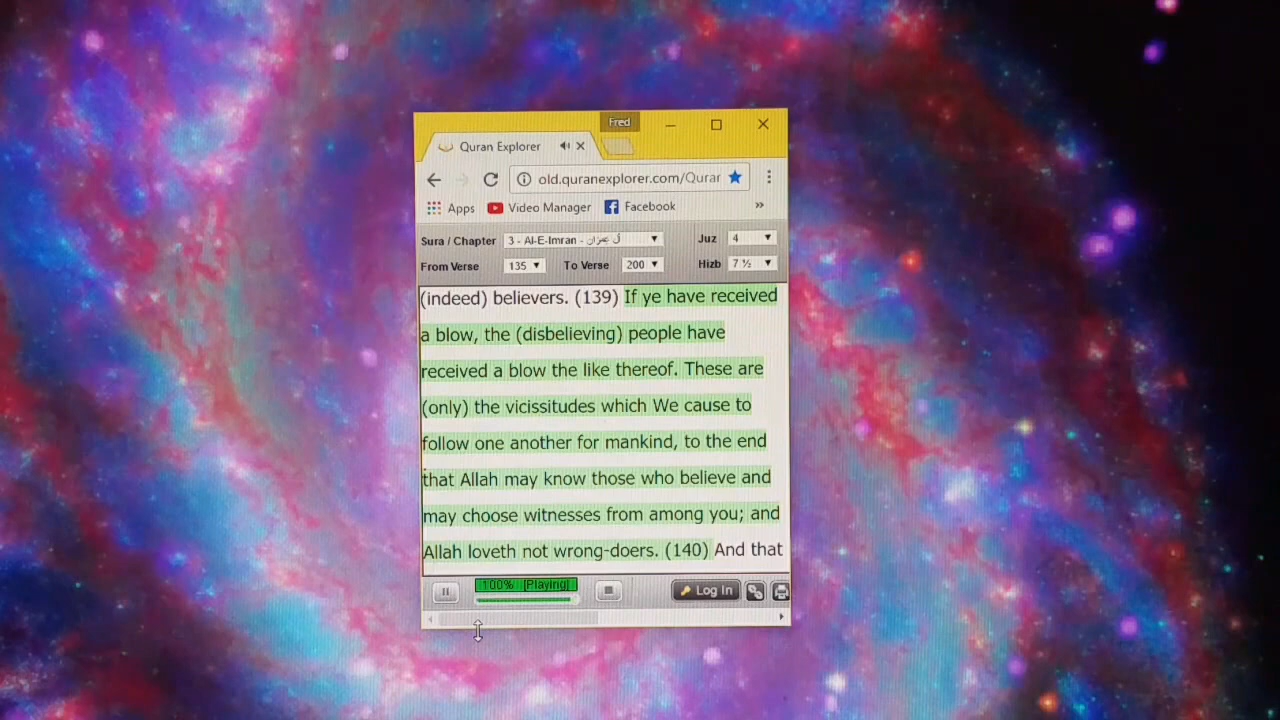 Fred
Quran Explorer
old.quranexplorer.com/Qurar
Apps Video Manager Facebook »
Sura / Chapter 3 - Al-E-Imran - آل عمران Juz 4
From Verse 135 To Verse 200 Hizb 7 ½
(indeed) believers. (139) If ye have received
a blow, the (disbelieving) people have
received a blow the like thereof. These are
(only) the vicissitudes which We cause to
follow one another for mankind, to the end
that Allah may know those who believe and
may choose witnesses from among you; and
Allah loveth not wrong-doers. (140) And that
100% [Playing] Log In